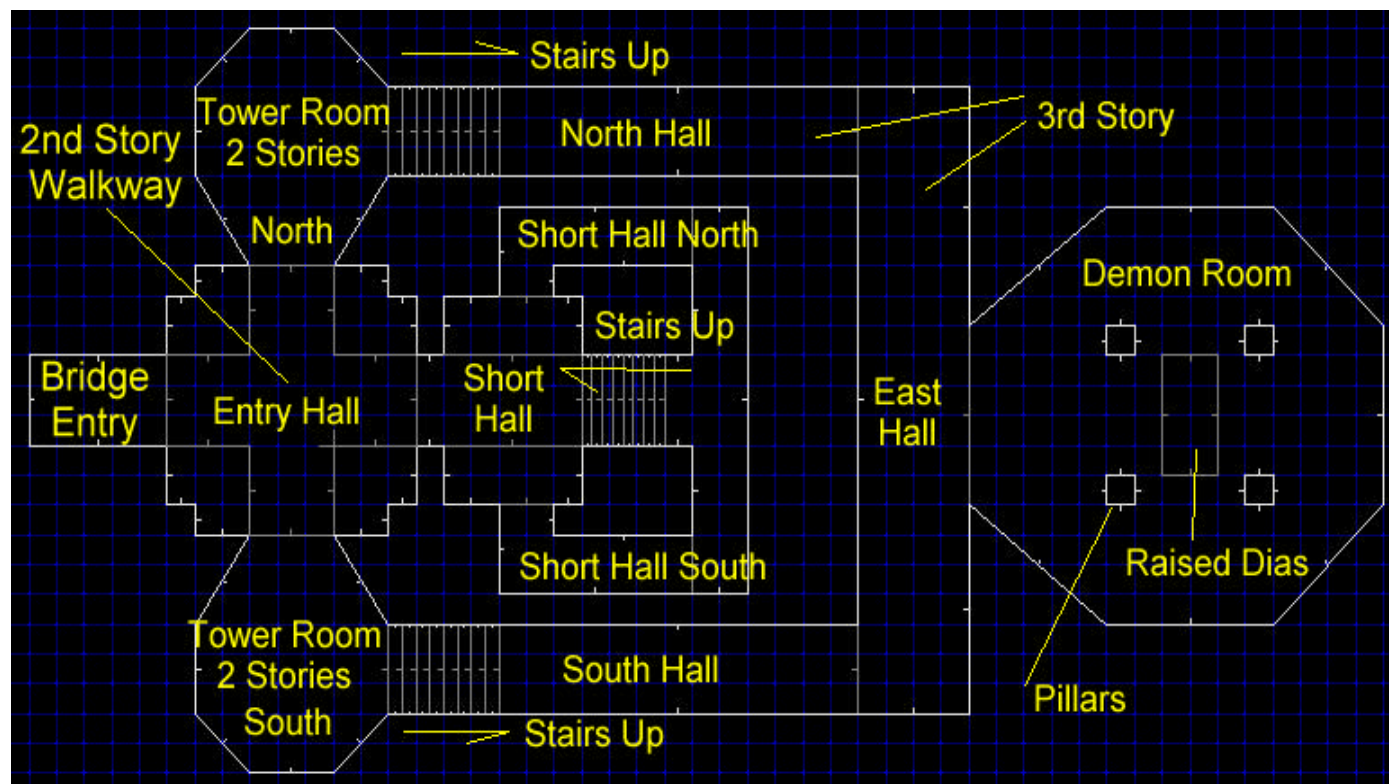 Stairs Up
Tower Room
2 Stories
North Hall
3rd Story
2nd Story
Walkway
North
Short Hall North
Demon Room
Stairs Up
Bridge
Entry
Entry Hall
Short
Hall
East
Hall
Short Hall South
Raised Dias
Tower Room
2 Stories
South
South Hall
Pillars
Stairs Up